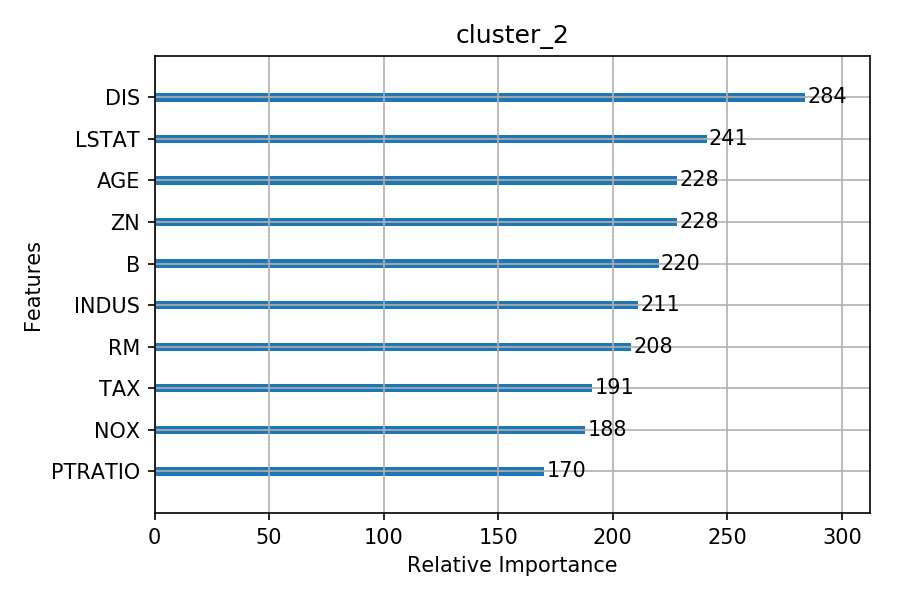 cluster_2
Features
DIS 284
LSTAT 241
AGE 228
ZN 228
B 220
INDUS 211
RM 208
TAX 191
NOX 188
PTRATIO 170
0 50 100 150 200 250 300
Relative Importance